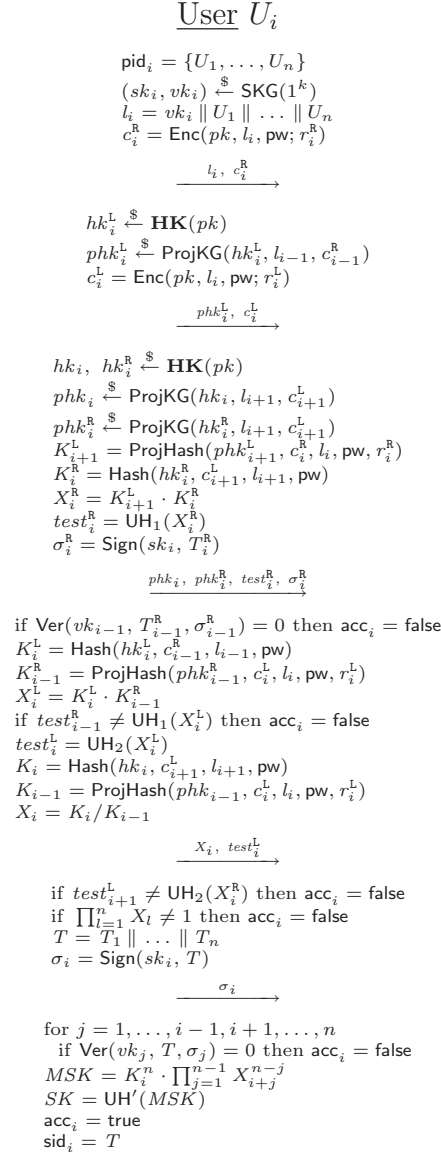 User U_i
pid_i = {U_1, . . . , U_n}
(sk_i, vk_i) $← SKG(1^k)
l_i = vk_i ∥ U_1 ∥ . . . ∥ U_n
c_i^R = Enc(pk, l_i, pw; r_i^R)
l_i, c_i^R
hk_i^L $← HK(pk)
phk_i^L $← ProjKG(hk_i^L, l_{i−1}, c_{i−1}^R)
c_i^L = Enc(pk, l_i, pw; r_i^L)
phk_i^L, c_i^L
hk_i, hk_i^R $← HK(pk)
phk_i $← ProjKG(hk_i, l_{i+1}, c_{i+1}^L)
phk_i^R $← ProjKG(hk_i^R, l_{i+1}, c_{i+1}^L)
K_{i+1}^L = ProjHash(phk_{i+1}^L, c_i^R, l_i, pw, r_i^R)
K_i^R = Hash(hk_i^R, c_{i+1}^L, l_{i+1}, pw)
X_i^R = K_{i+1}^L · K_i^R
test_i^R = UH_1(X_i^R)
σ_i^R = Sign(sk_i, T_i^R)
phk_i, phk_i^R, test_i^R, σ_i^R
if Ver(vk_{i−1}, T_{i−1}^R, σ_{i−1}^R) = 0 then acc_i = false
K_i^L = Hash(hk_i^L, c_{i−1}^R, l_{i−1}, pw)
K_{i−1}^R = ProjHash(phk_{i−1}^R, c_i^L, l_i, pw, r_i^L)
X_i^L = K_i^L · K_{i−1}^R
if test_{i−1}^R ≠ UH_1(X_i^L) then acc_i = false
test_i^L = UH_2(X_i^L)
K_i = Hash(hk_i, c_{i+1}^L, l_{i+1}, pw)
K_{i−1} = ProjHash(phk_{i−1}, c_i^L, l_i, pw, r_i^L)
X_i = K_i/K_{i−1}
X_i, test_i^L
if test_{i+1}^L ≠ UH_2(X_i^R) then acc_i = false
if ∏_{l=1}^n X_l ≠ 1 then acc_i = false
T = T_1 ∥ . . . ∥ T_n
σ_i = Sign(sk_i, T)
σ_i
for j = 1, . . . , i − 1, i + 1, . . . , n
if Ver(vk_j, T, σ_j) = 0 then acc_i = false
MSK = K_i^n · ∏_{j=1}^{n−1} X_{i+j}^{n−j}
SK = UH′(MSK)
acc_i = true
sid_i = T